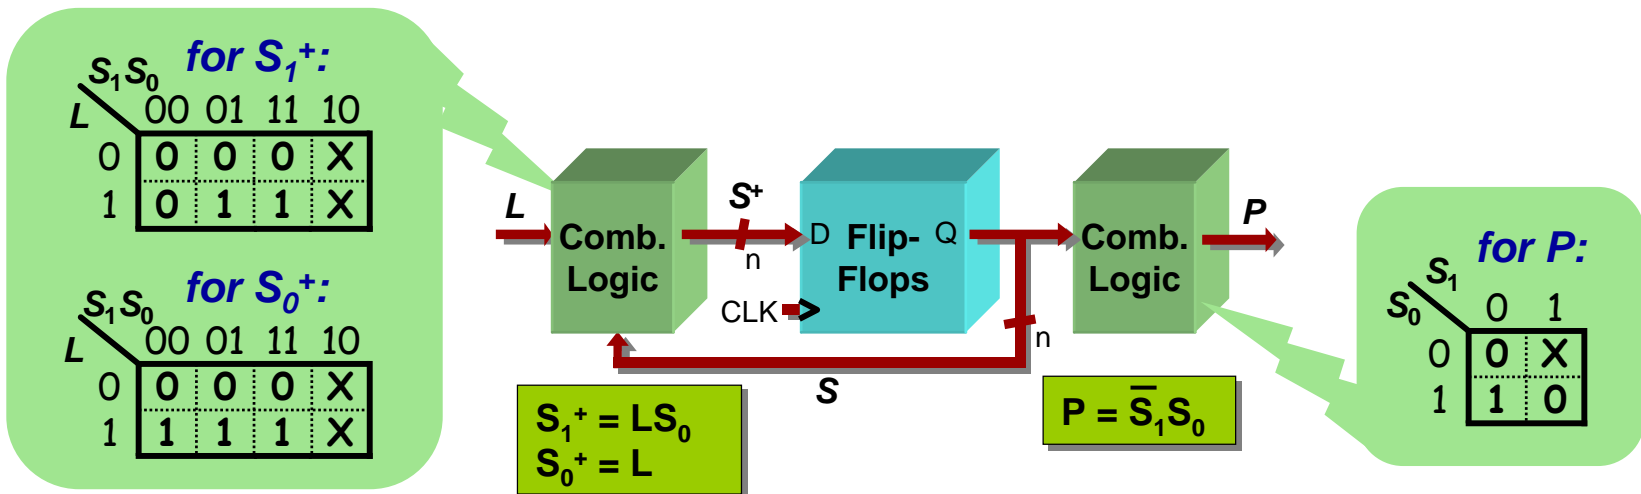 for S₁⁺:
S₁S₀
L
00 01 11 10
0 0 0 0 X
1 0 1 1 X
for S₀⁺:
S₁S₀
L
00 01 11 10
0 0 0 0 X
1 1 1 1 X
L
Comb.
Logic
S⁺
n
D Flip- Q
Flops
CLK
n
S
Comb.
Logic
P
S₁⁺ = LS₀
S₀⁺ = L
P = S̅₁S₀
for P:
S₁
S₀
0 1
0 0 X
1 1 0